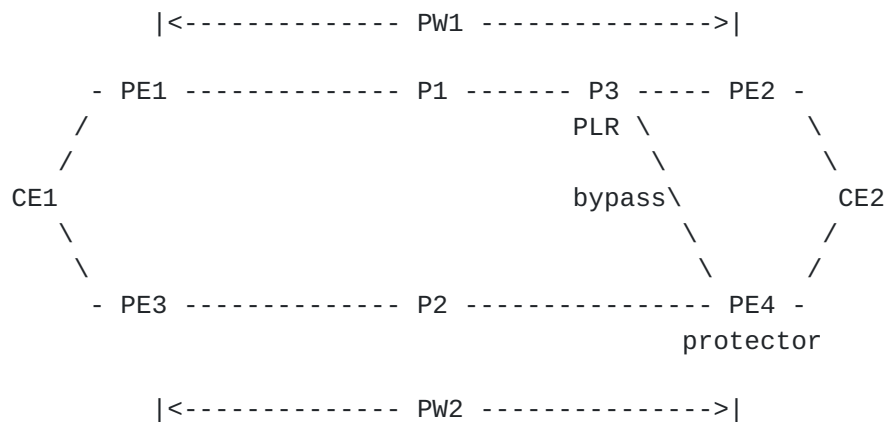 |<------------- PW1 -------------->|
- PE1 -------------- P1 ------- P3 ----- PE2 -
/ PLR \ \
/ \ \
CE1 bypass\ CE2
\ \ /
\ \ /
- PE3 -------------- P2 ---------------- PE4 -
protector
|<------------- PW2 -------------->|